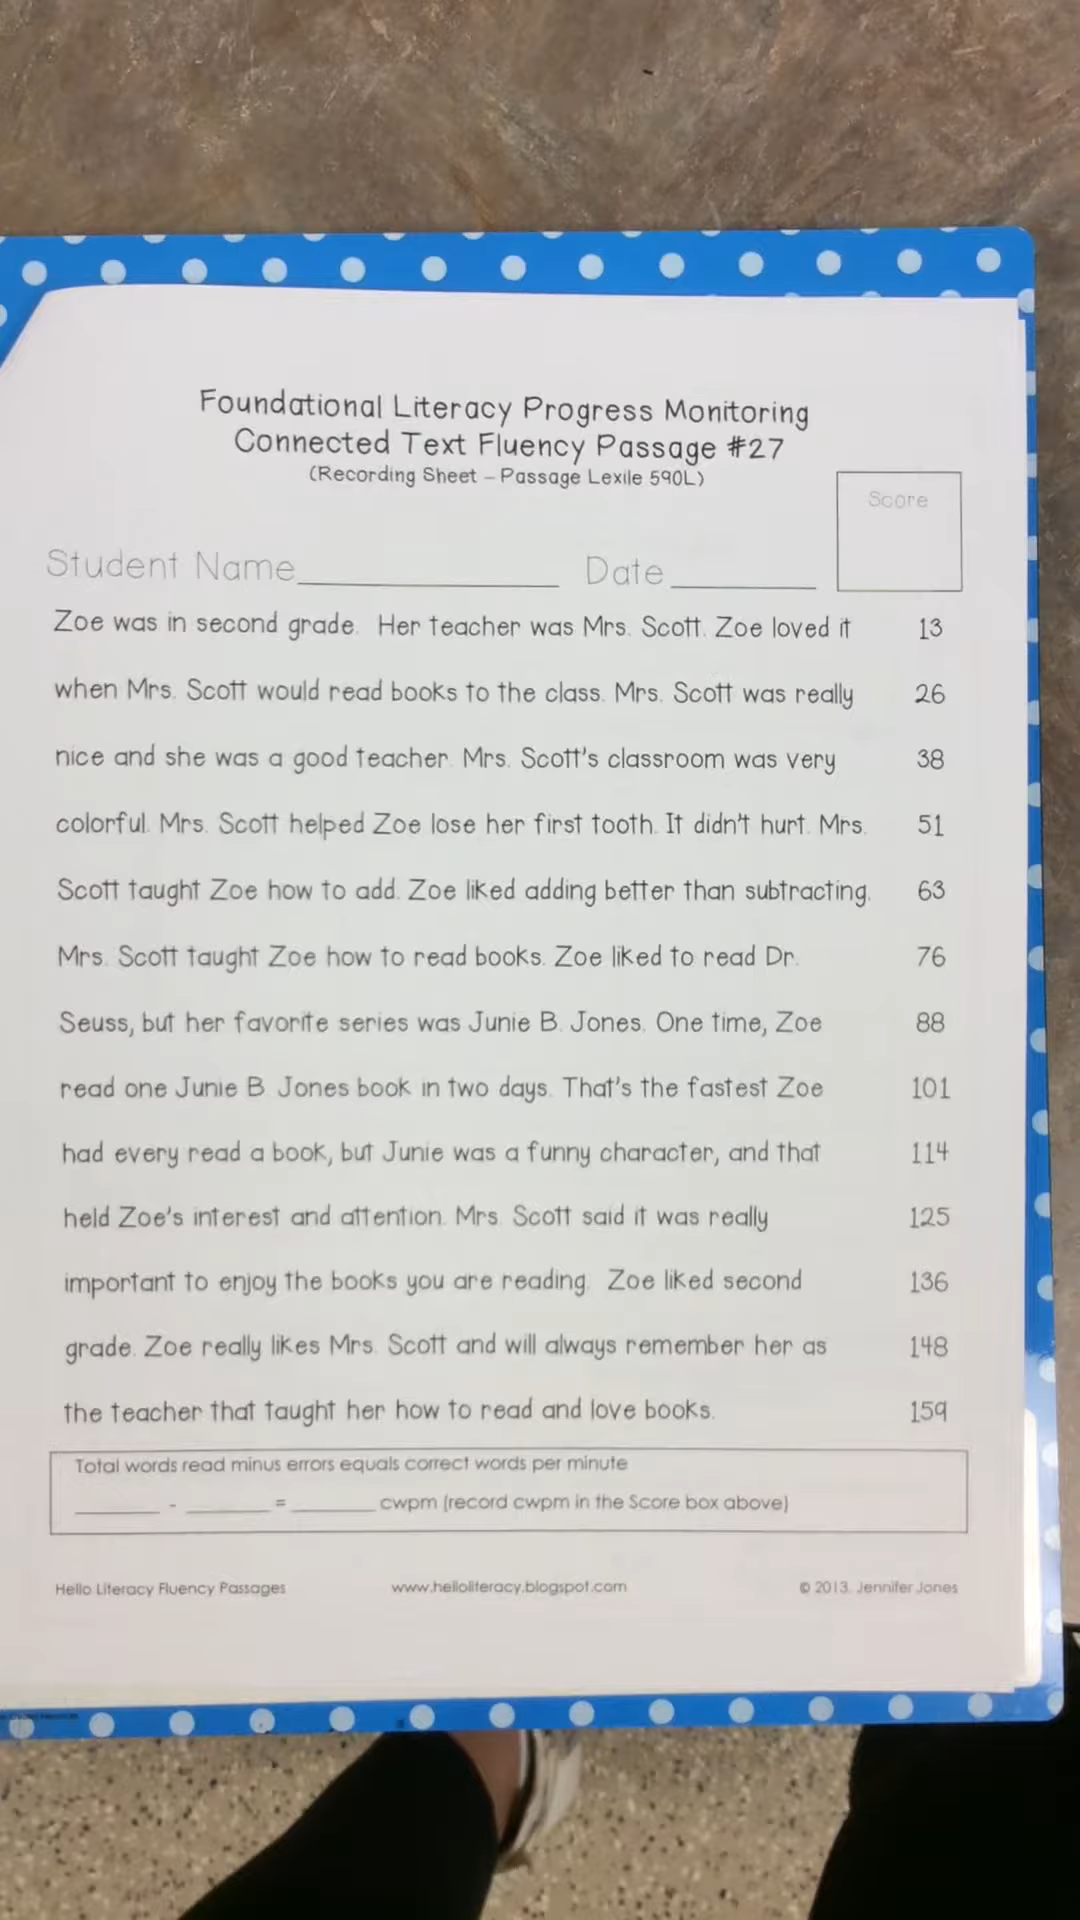 Foundational Literacy Progress Monitoring
Connected Text Fluency Passage #27
(Recording Sheet – Passage Lexile 590L)
Score
Student Name____________ Date________
Zoe was in second grade. Her teacher was Mrs. Scott. Zoe loved it 13
when Mrs. Scott would read books to the class. Mrs. Scott was really 26
nice and she was a good teacher. Mrs. Scott's classroom was very 38
colorful. Mrs. Scott helped Zoe lose her first tooth. It didn't hurt. Mrs. 51
Scott taught Zoe how to add. Zoe liked adding better than subtracting. 63
Mrs. Scott taught Zoe how to read books. Zoe liked to read Dr. 76
Seuss, but her favorite series was Junie B. Jones. One time, Zoe 88
read one Junie B. Jones book in two days. That's the fastest Zoe 101
had every read a book, but Junie was a funny character, and that 114
held Zoe's interest and attention. Mrs. Scott said it was really 125
important to enjoy the books you are reading. Zoe liked second 136
grade. Zoe really likes Mrs. Scott and will always remember her as 148
the teacher that taught her how to read and love books. 159
Total words read minus errors equals correct words per minute
______ - ______ = ______ cwpm (record cwpm in the Score box above)
Hello Literacy Fluency Passages www.helloliteracy.blogspot.com © 2013, Jennifer Jones